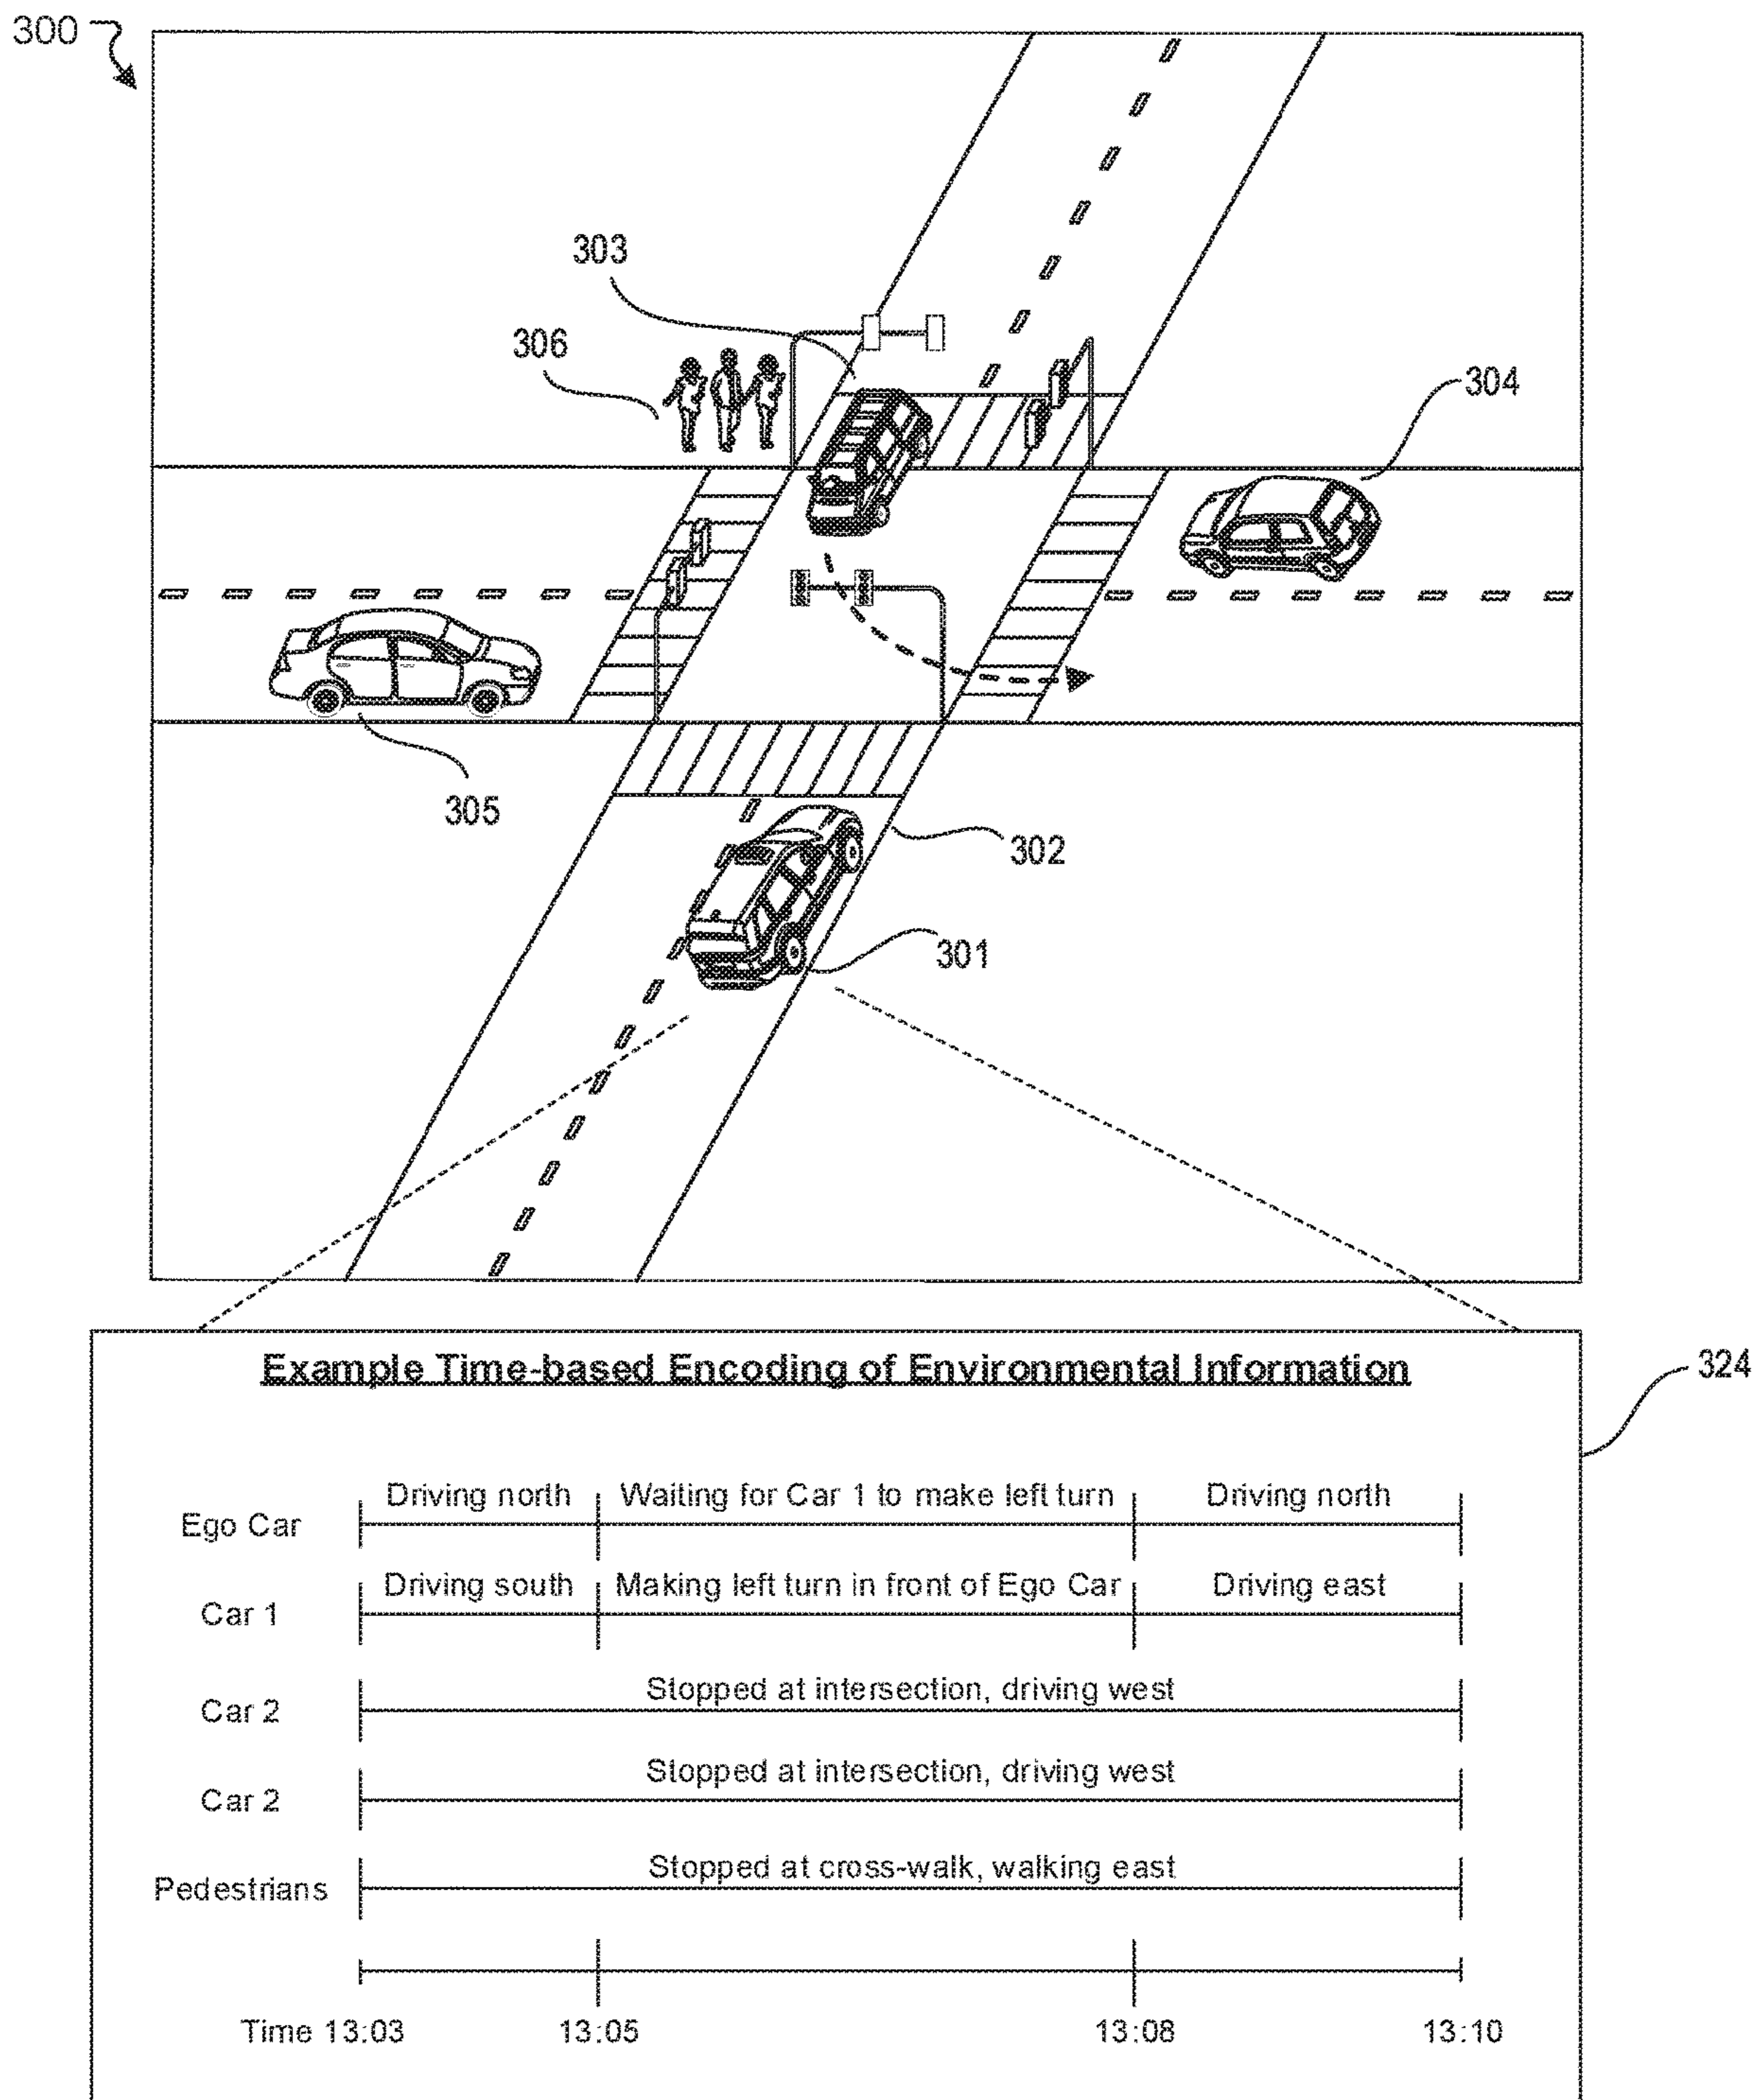 300
303
306
304
305
302
301
Example Time-based Encoding of Environmental Information
324
Driving north
Waiting for Car 1 to make left turn
Driving north
Ego Car
Driving south
Making left turn in front of Ego Car
Driving east
Car 1
Stopped at intersection, driving west
Car 2
Stopped at intersection, driving west
Car 2
Stopped at cross-walk, walking east
Pedestrians
Time 13:03
13:05
13:08
13:10